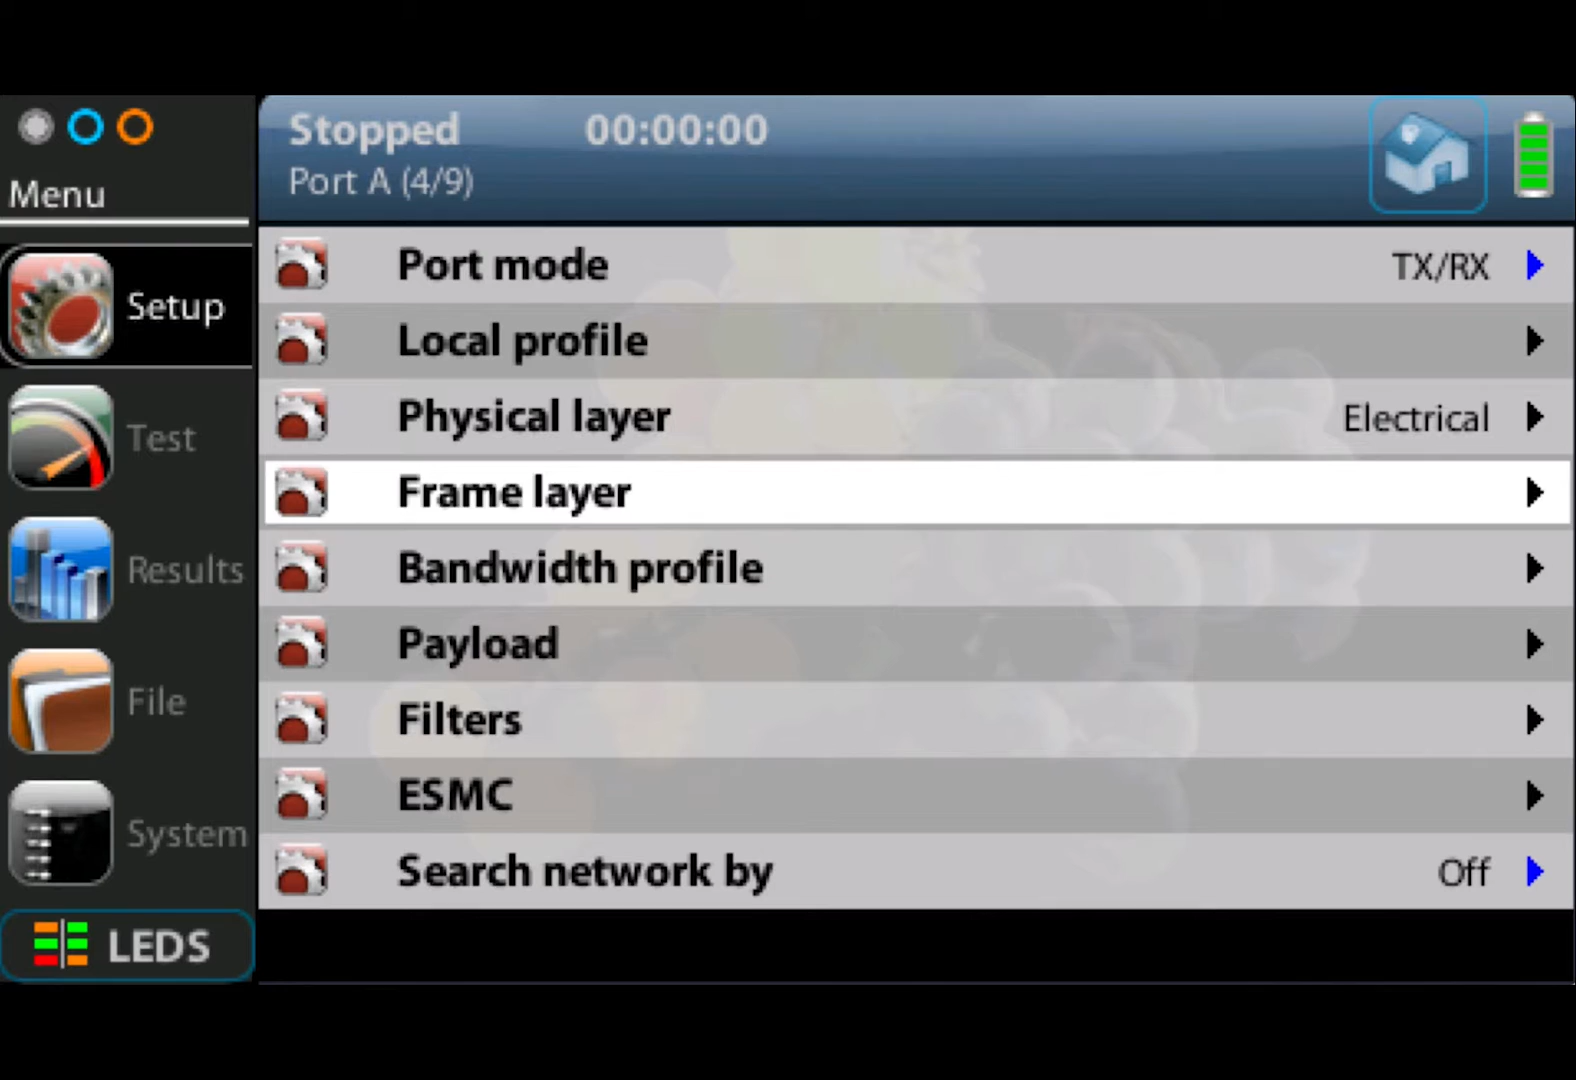 Stopped 00:00:00
Port A (4/9)
Menu
Setup
Test
Results
File
System
LEDS
Port mode TX/RX
Local profile
Physical layer Electrical
Frame layer
Bandwidth profile
Payload
Filters
ESMC
Search network by Off